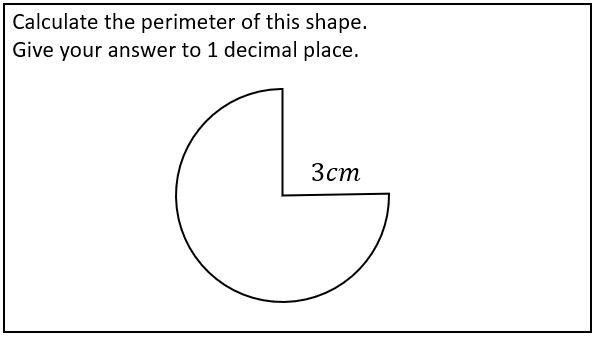 Calculate the perimeter of this shape.
Give your answer to 1 decimal place.
3cm